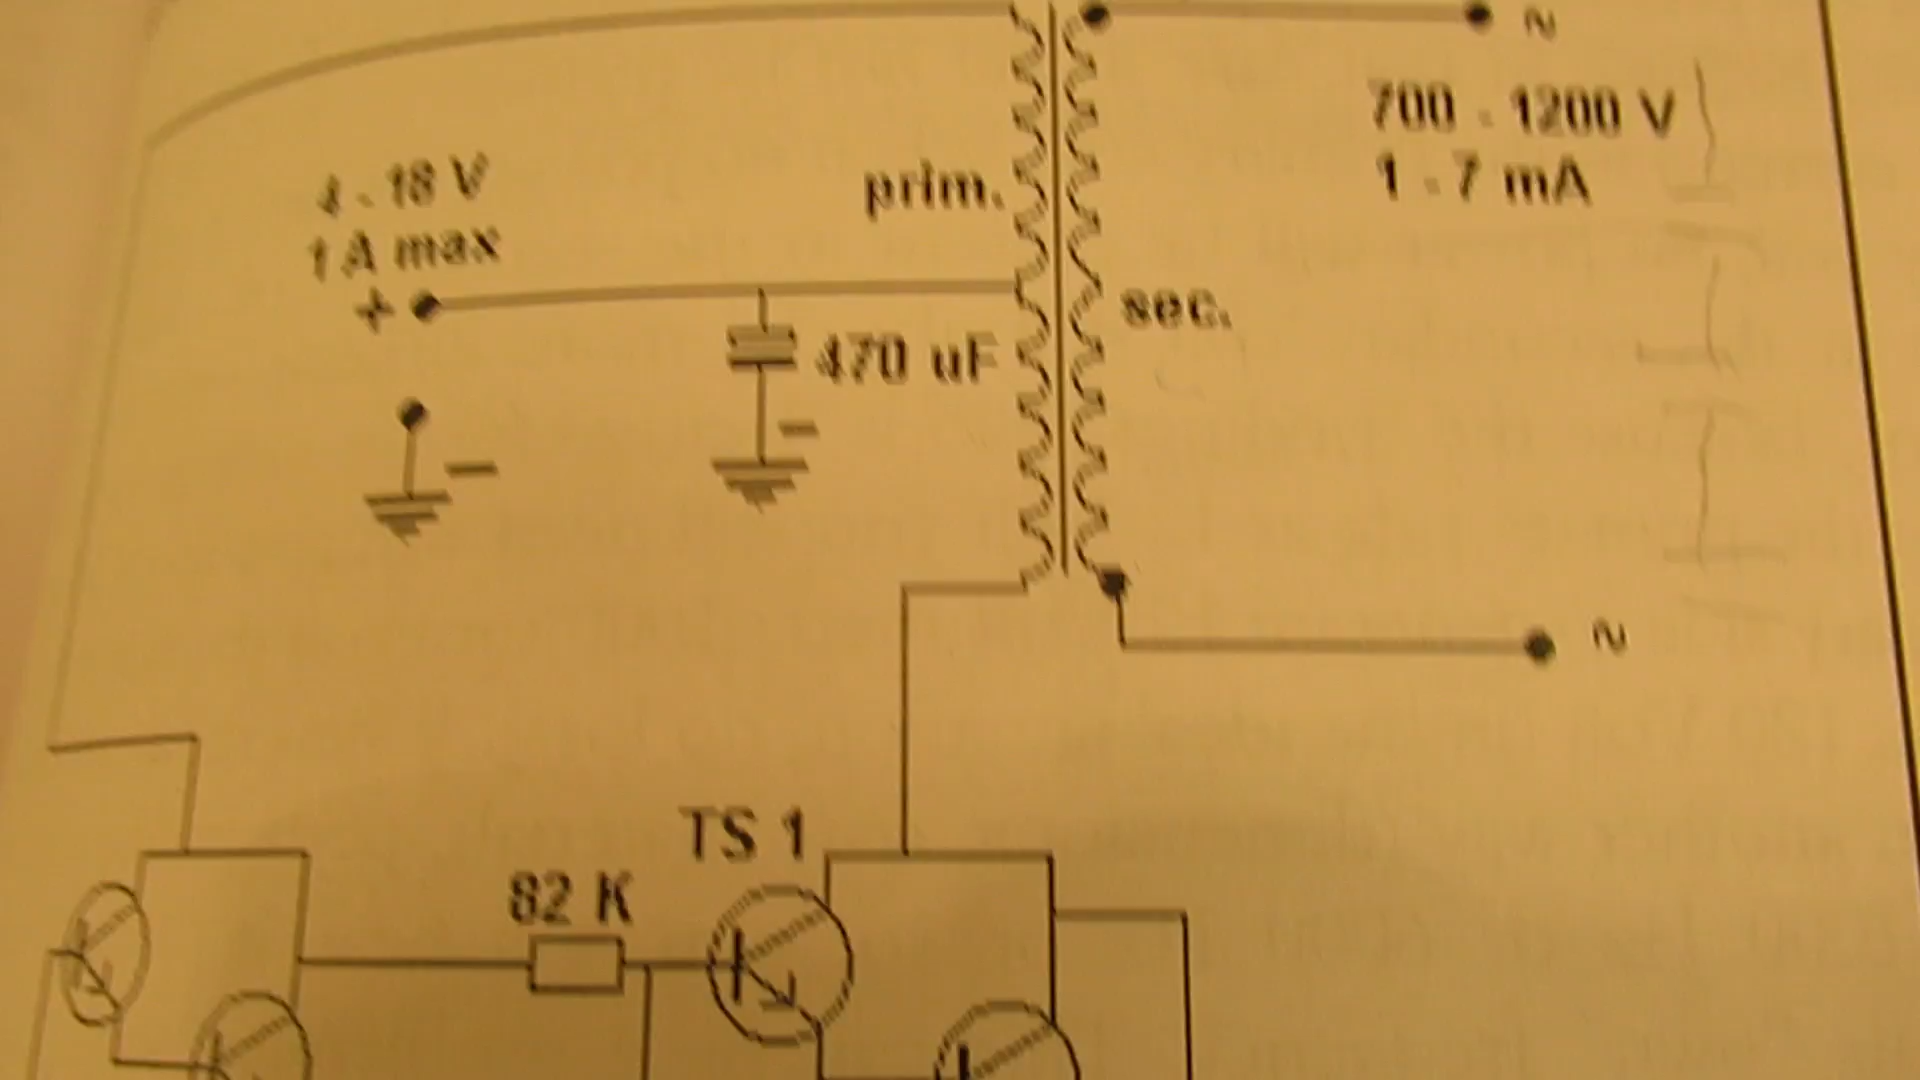 ~
700 - 1200 V
1 - 7 mA
4 - 18 V
1 A max
prim.
+
sec.
470 uF
–
–
~
TS 1
82 K